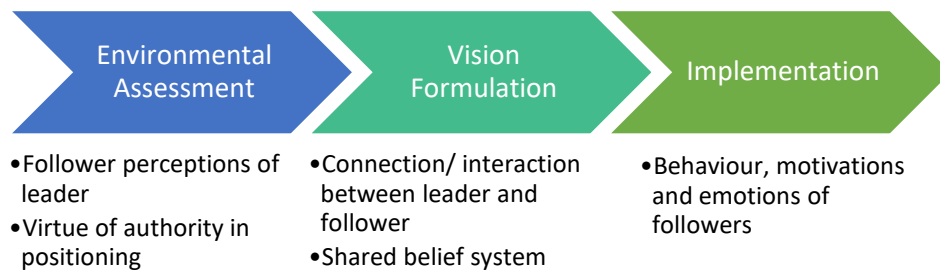 Environmental
Assessment
•Follower perceptions of
leader
•Virtue of authority in
positioning
Vision
Formulation
•Connection/ interaction
between leader and
follower
•Shared belief system
Implementation
•Behaviour, motivations
and emotions of
followers